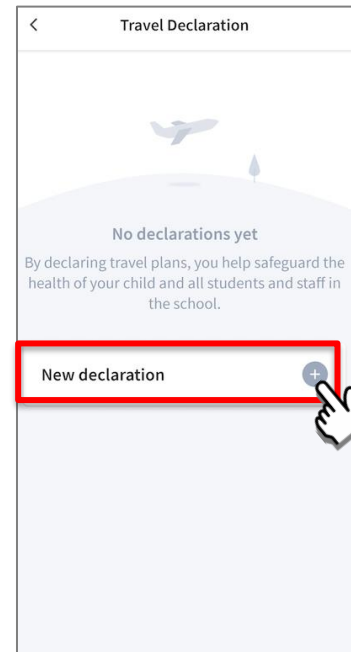 Travel Declaration
No declarations yet
By declaring travel plans, you help safeguard the
health of your child and all students and staff in
the school.
New declaration